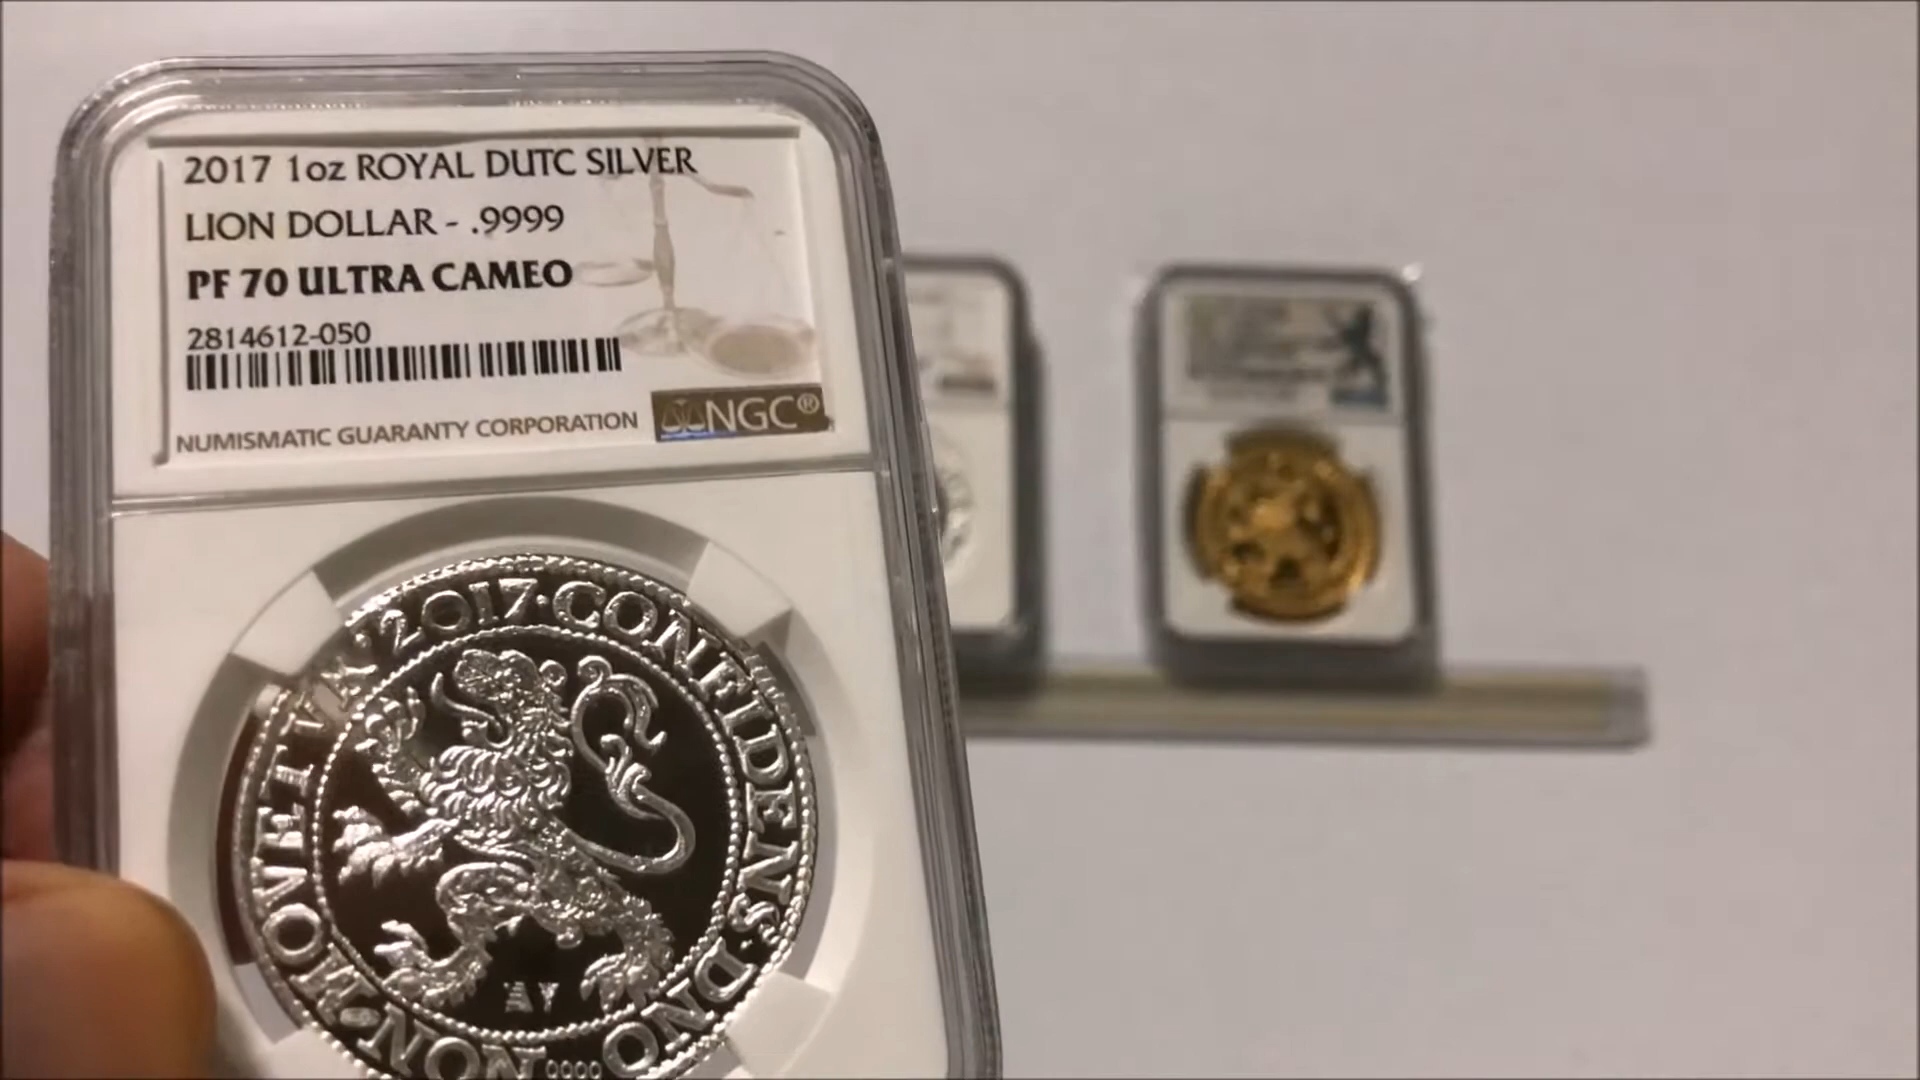 2017 1oz ROYAL DUTC SILVER
LION DOLLAR - .9999
PF 70 ULTRA CAMEO
2814612-050
NUMISMATIC GUARANTY CORPORATION
NGC®
2017·CONFIDENS·DNO
NON·MOVETVR·